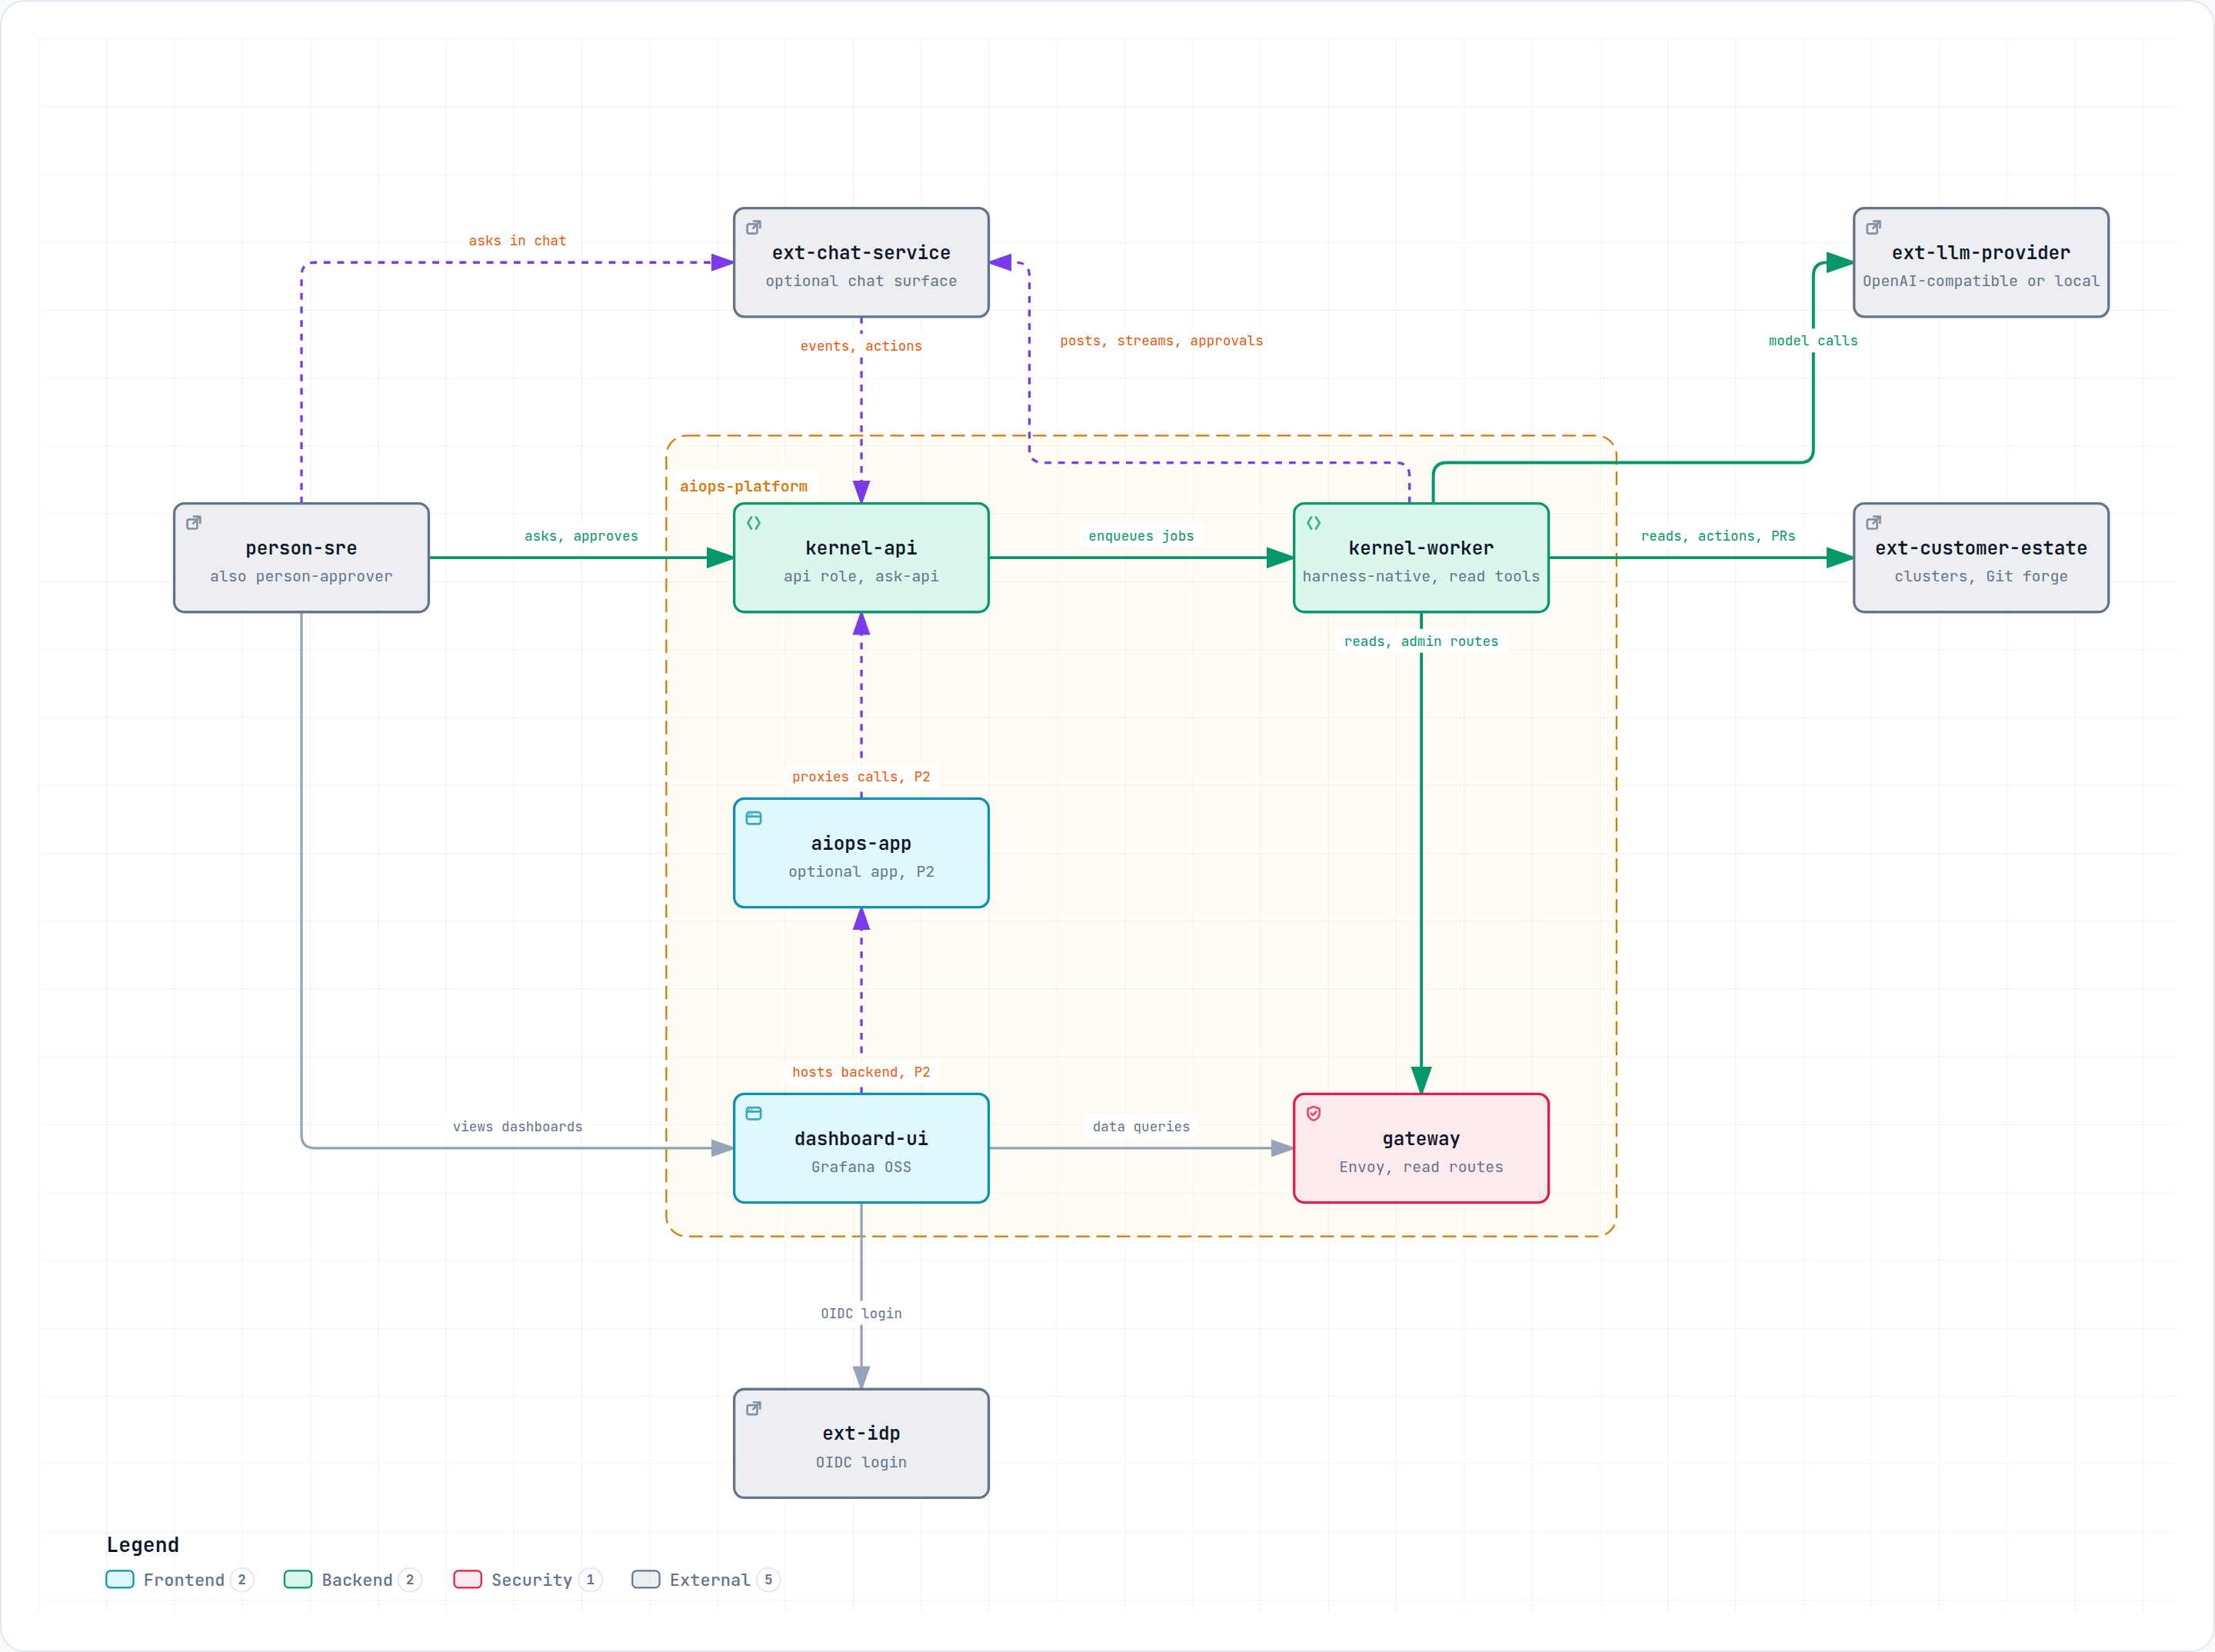 asks in chat
ext-chat-service
optional chat surface
ext-llm-provider
OpenAI-compatible or local
events, actions
posts, streams, approvals
model calls
aiops-platform
person-sre
also person-approver
asks, approves
kernel-api
api role, ask-api
enqueues jobs
kernel-worker
harness-native, read tools
reads, actions, PRs
ext-customer-estate
clusters, Git forge
reads, admin routes
proxies calls, P2
aiops-app
optional app, P2
hosts backend, P2
views dashboards
dashboard-ui
Grafana OSS
data queries
gateway
Envoy, read routes
OIDC login
ext-idp
OIDC login
Legend
Frontend 2 Backend 2 Security 1 External 5